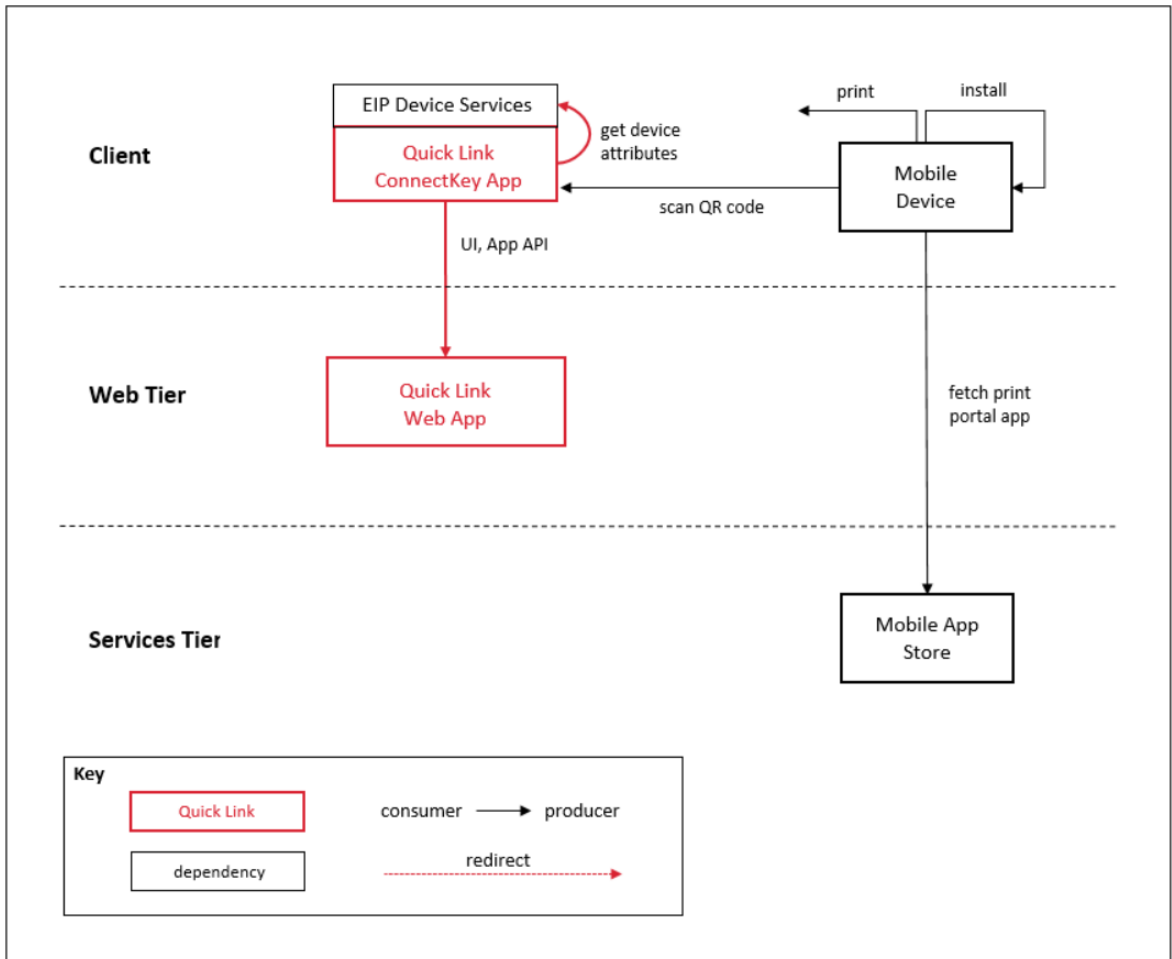 EIP Device Services
print
install
get device
attributes
Client
Quick Link
ConnectKey App
Mobile
Device
scan QR code
UI, App API
Web Tier
Quick Link
Web App
fetch print
portal app
Services Tier
Mobile App
Store
Key
Quick Link
consumer
producer
dependency
redirect